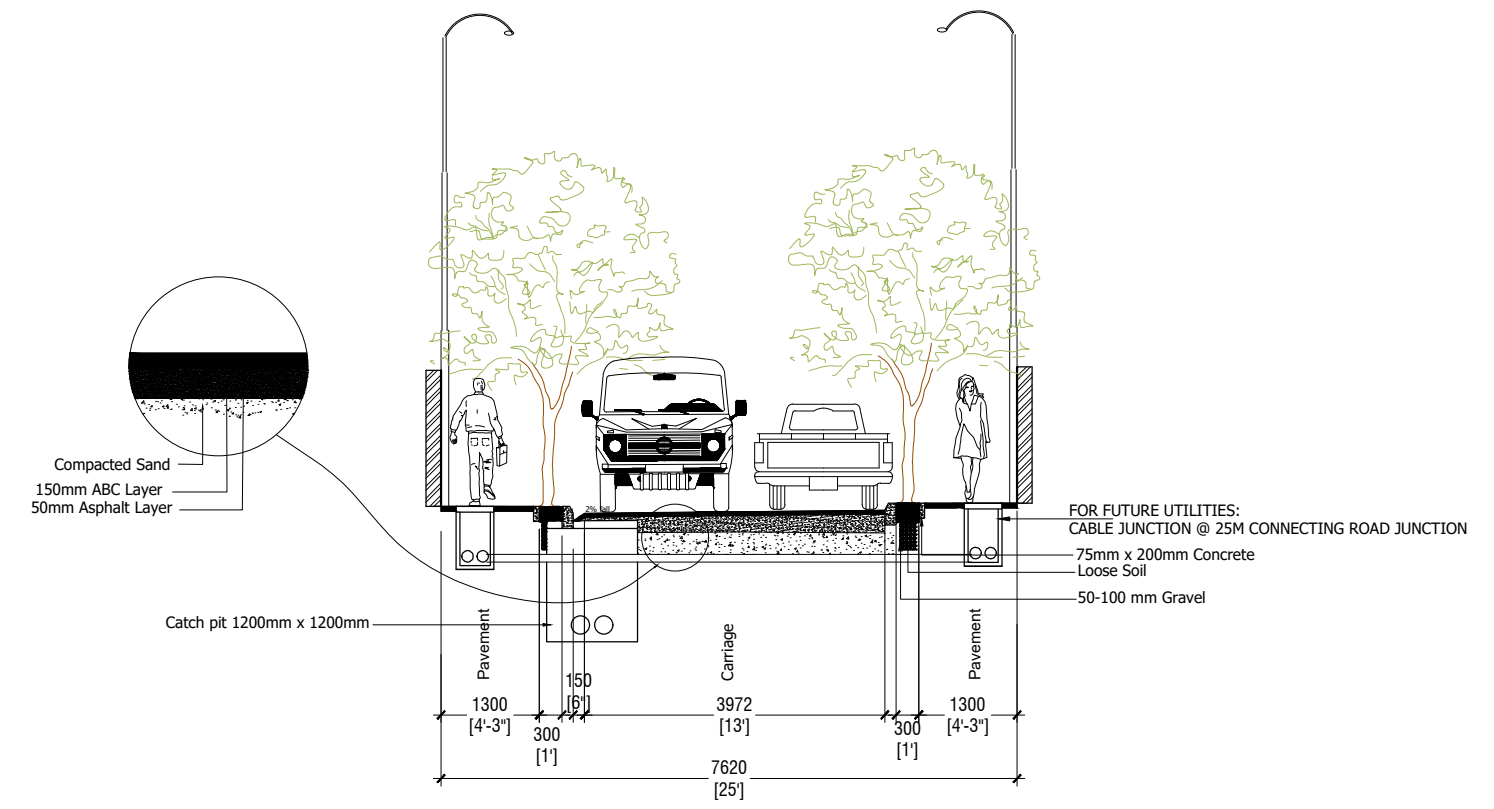 Compacted Sand
150mm ABC Layer
50mm Asphalt Layer
2% fall
FOR FUTURE UTILITIES:
CABLE JUNCTION @ 25M CONNECTING ROAD JUNCTION
75mm x 200mm Concrete
Loose Soil
50-100 mm Gravel
Catch pit 1200mm x 1200mm
Pavement
Carriage
Pavement
1300
[4'-3"]
300
[1']
150
[6"]
3972
[13']
300
[1']
1300
[4'-3"]
7620
[25']